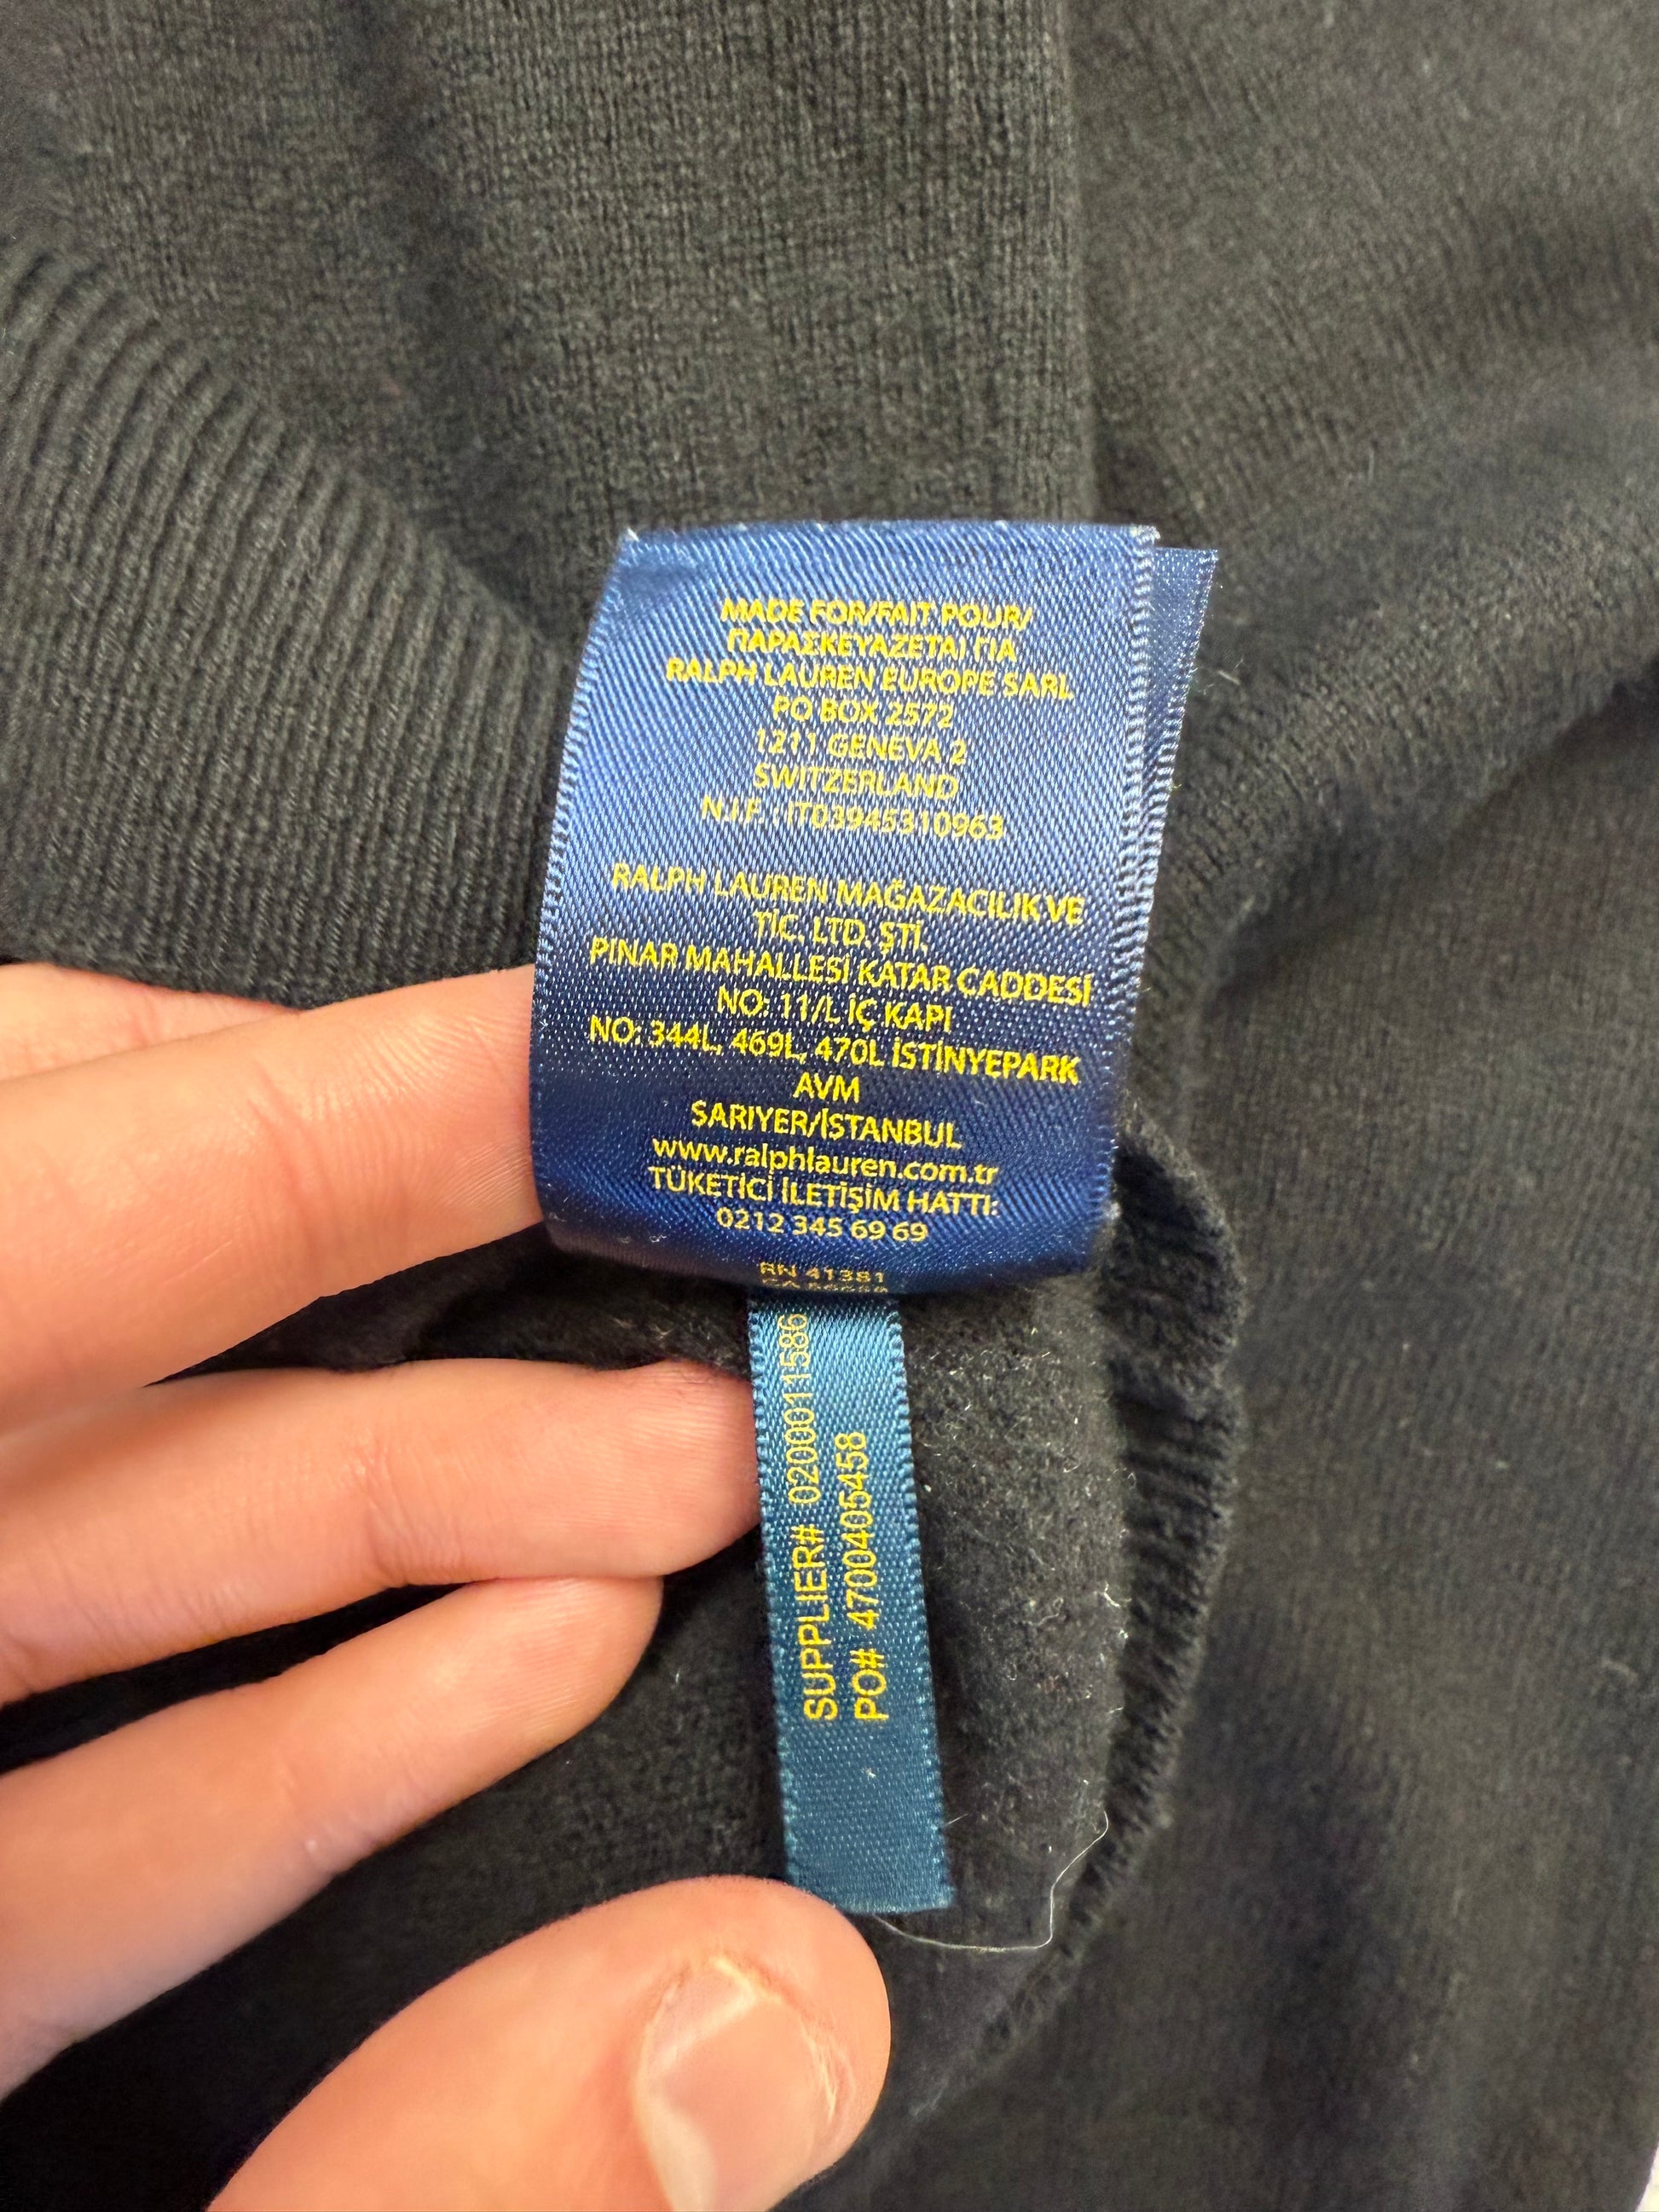 MADE FOR/FAIT POUR/
ΠΑΡΑΣΚΕΥΑΖΕΤΑΙ ΓΙΑ
RALPH LAUREN EUROPE SARL
PO BOX 2572
1211 GENEVA 2
SWITZERLAND
N.I.F. : IT03945310963
RALPH LAUREN MAĞAZACILIK VE
TİC. LTD. ŞTİ.
PINAR MAHALLESİ KATAR CADDESİ
NO: 11/L İÇ KAPI
NO: 344L, 469L, 470L İSTİNYEPARK
AVM
SARIYER/İSTANBUL
www.ralphlauren.com.tr
TÜKETİCİ İLETİŞİM HATTI:
0212 345 69 69
RN 41381
SUPPLIER# 0200011586
PO# 4700405458